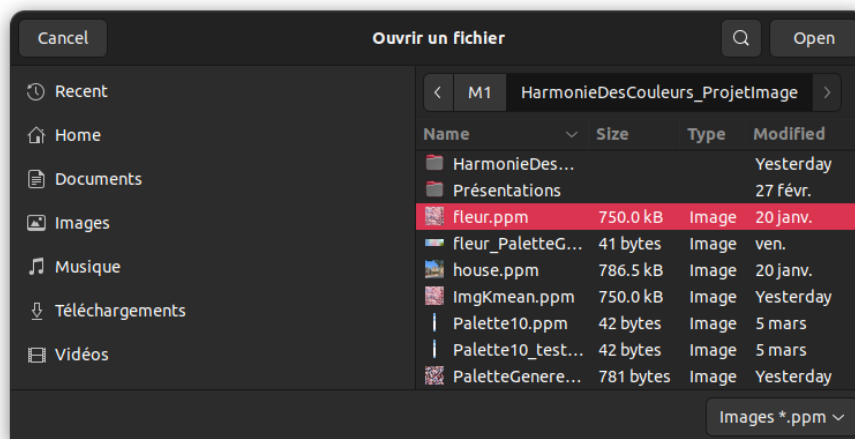 Cancel Ouvrir un fichier Open
Recent
Home
Documents
Images
Musique
Téléchargements
Vidéos
M1 HarmonieDesCouleurs_ProjetImage
Name Size Type Modified
HarmonieDes... Yesterday
Présentations 27 févr.
fleur.ppm 750.0 kB Image 20 janv.
fleur_PaletteG... 41 bytes Image ven.
house.ppm 786.5 kB Image 20 janv.
ImgKmean.ppm 750.0 kB Image Yesterday
Palette10.ppm 42 bytes Image 5 mars
Palette10_test... 42 bytes Image 5 mars
PaletteGenere... 781 bytes Image Yesterday
Images *.ppm